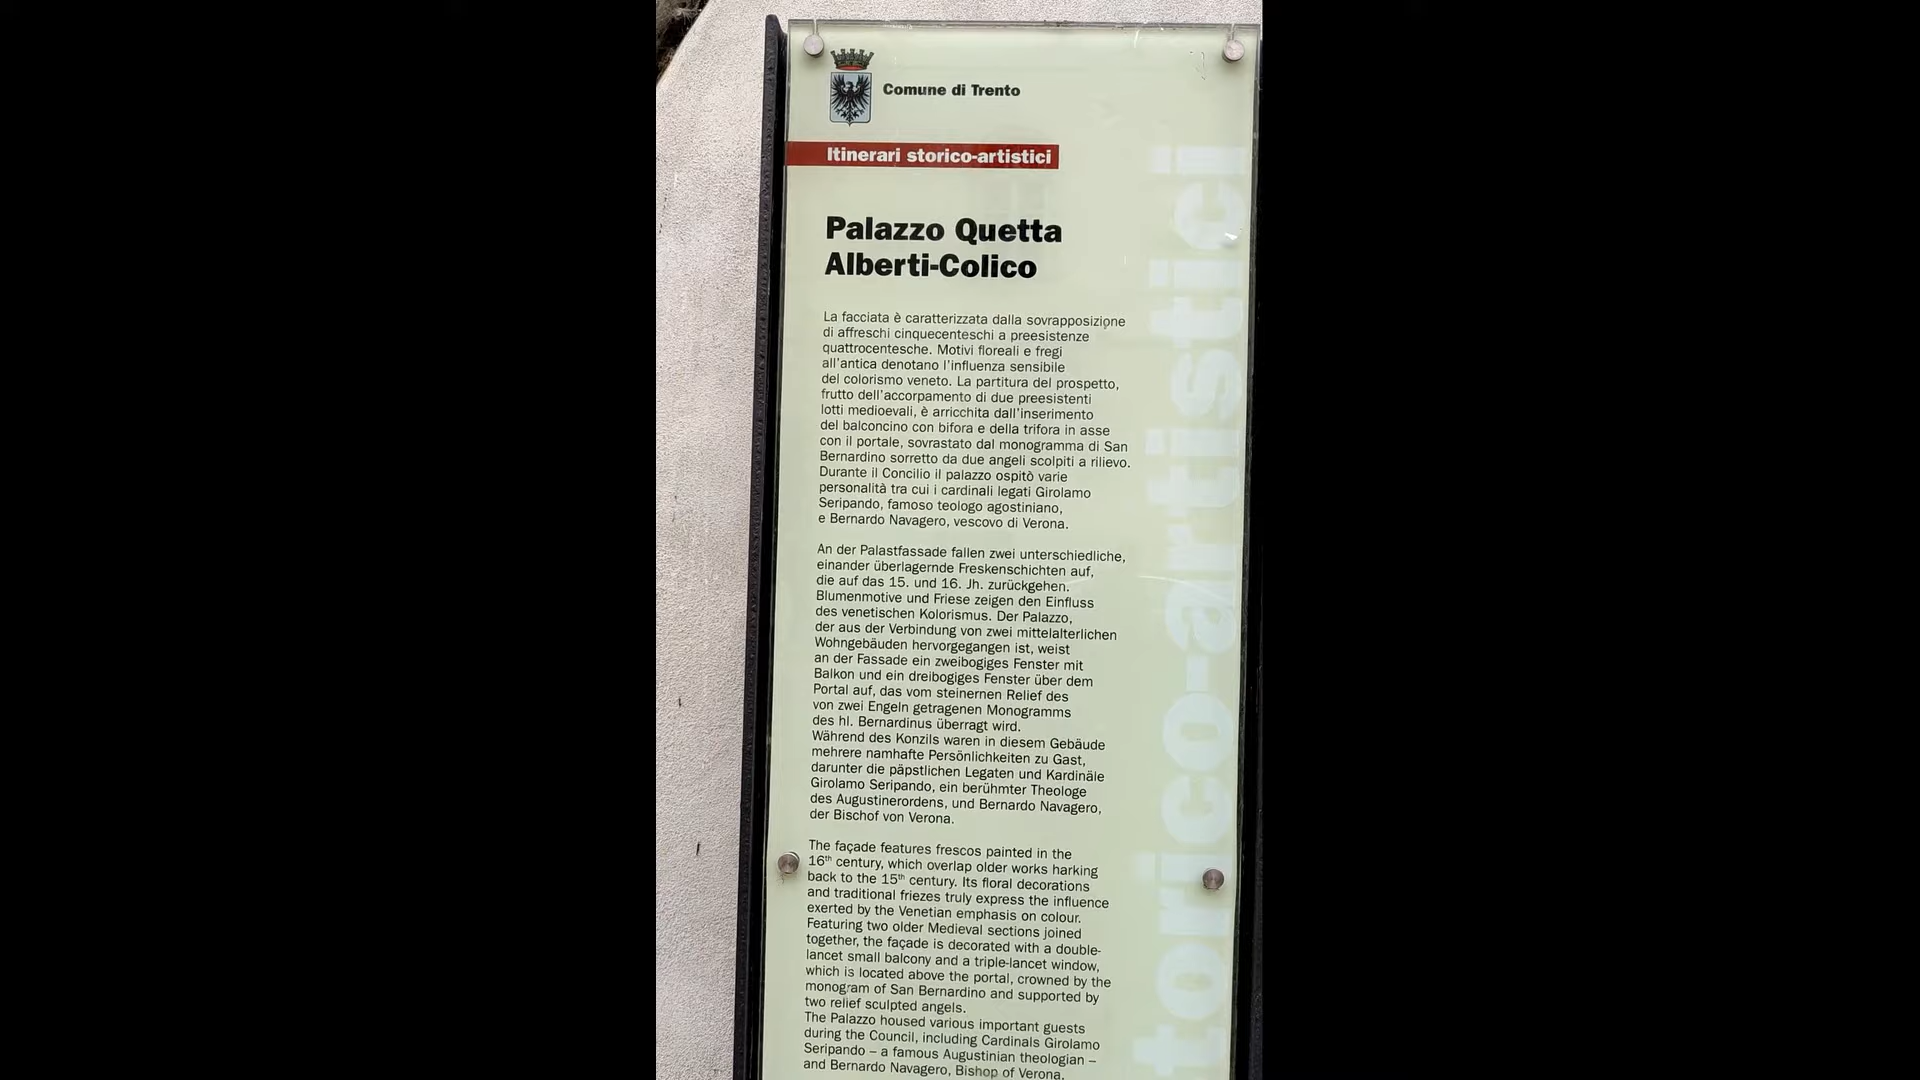 Comune di Trento
Itinerari storico-artistici
Palazzo Quetta
Alberti-Colico
La facciata è caratterizzata dalla sovrapposizione
di affreschi cinquecenteschi a preesistenze
quattrocentesche. Motivi floreali e fregi
all'antica denotano l'influenza sensibile
del colorismo veneto. La partitura del prospetto,
frutto dell'accorpamento di due preesistenti
lotti medioevali, è arricchita dall'inserimento
del balconcino con bifora e della trifora in asse
con il portale, sovrastato dal monogramma di San
Bernardino sorretto da due angeli scolpiti a rilievo.
Durante il Concilio il palazzo ospitò varie
personalità tra cui i cardinali legati Girolamo
Seripando, famoso teologo agostiniano,
e Bernardo Navagero, vescovo di Verona.
An der Palastfassade fallen zwei unterschiedliche,
einander überlagernde Freskenschichten auf,
die auf das 15. und 16. Jh. zurückgehen.
Blumenmotive und Friese zeigen den Einfluss
des venetischen Kolorismus. Der Palazzo,
der aus der Verbindung von zwei mittelalterlichen
Wohngebäuden hervorgegangen ist, weist
an der Fassade ein zweibogiges Fenster mit
Balkon und ein dreibogiges Fenster über dem
Portal auf, das vom steinernen Relief des
von zwei Engeln getragenen Monogramms
des hl. Bernardinus überragt wird.
Während des Konzils waren in diesem Gebäude
mehrere namhafte Persönlichkeiten zu Gast,
darunter die päpstlichen Legaten und Kardinäle
Girolamo Seripando, ein berühmter Theologe
des Augustinerordens, und Bernardo Navagero,
der Bischof von Verona.
The façade features frescos painted in the
16th century, which overlap older works harking
back to the 15th century. Its floral decorations
and traditional friezes truly express the influence
exerted by the Venetian emphasis on colour.
Featuring two older Medieval sections joined
together, the façade is decorated with a double-
lancet small balcony and a triple-lancet window,
which is located above the portal, crowned by the
monogram of San Bernardino and supported by
two relief sculpted angels.
The Palazzo housed various important guests
during the Council, including Cardinals Girolamo
Seripando – a famous Augustinian theologian –
and Bernardo Navagero, Bishop of Verona.
torico-artistici